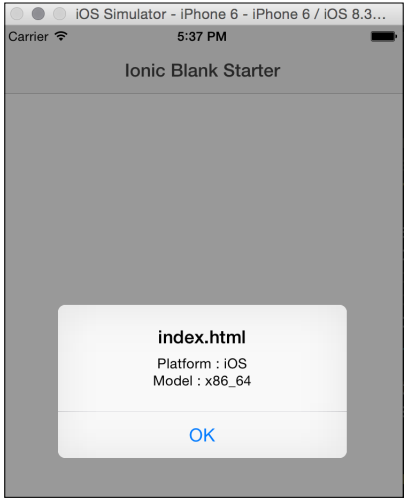 iOS Simulator - iPhone 6 - iPhone 6 / iOS 8.3...
Carrier 5:37 PM
Ionic Blank Starter
index.html
Platform : iOS
Model : x86_64
OK